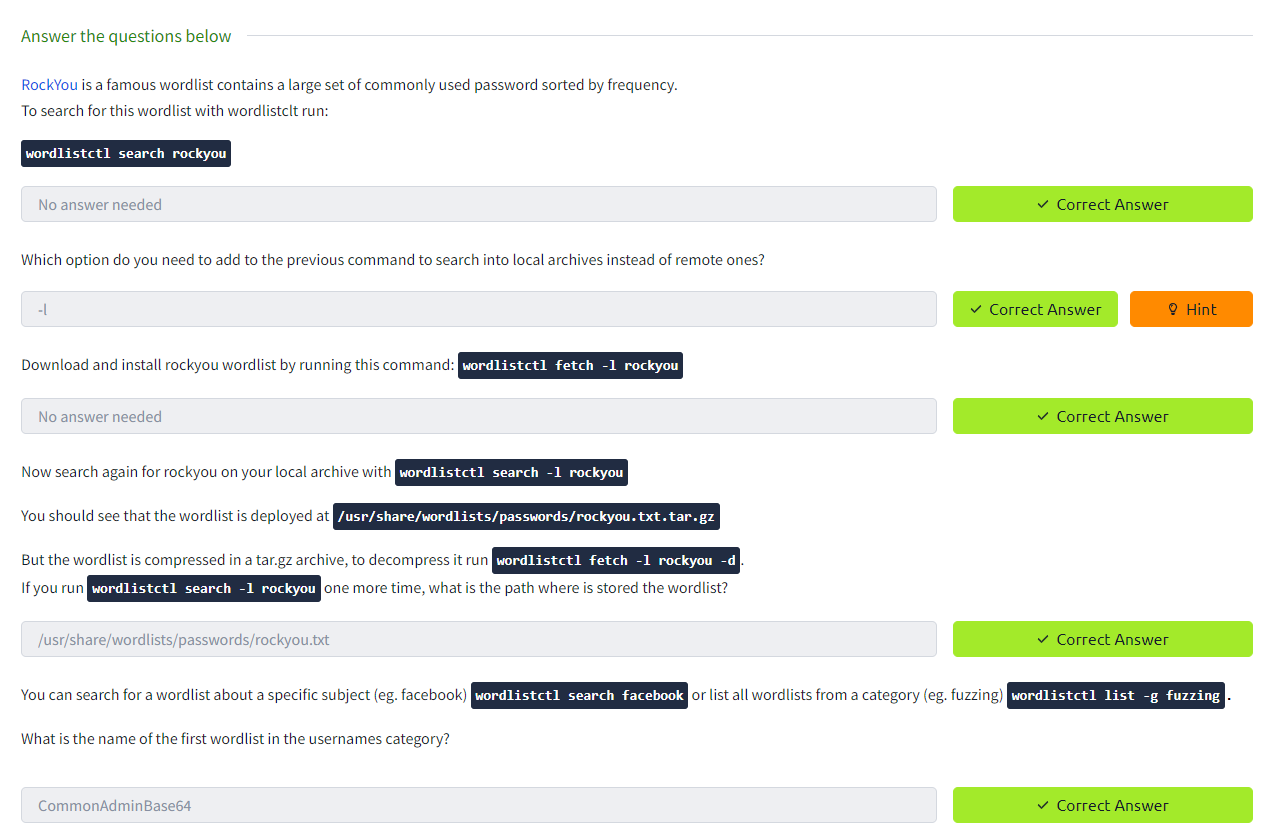 Answer the questions below
RockYou is a famous wordlist contains a large set of commonly used password sorted by frequency.
To search for this wordlist with wordlistclt run:
wordlistctl search rockyou
No answer needed
✓ Correct Answer
Which option do you need to add to the previous command to search into local archives instead of remote ones?
-l
✓ Correct Answer
Hint
Download and install rockyou wordlist by running this command: wordlistctl fetch -l rockyou
No answer needed
✓ Correct Answer
Now search again for rockyou on your local archive with wordlistctl search -l rockyou
You should see that the wordlist is deployed at /usr/share/wordlists/passwords/rockyou.txt.tar.gz
But the wordlist is compressed in a tar.gz archive, to decompress it run wordlistctl fetch -l rockyou -d.
If you run wordlistctl search -l rockyou one more time, what is the path where is stored the wordlist?
/usr/share/wordlists/passwords/rockyou.txt
✓ Correct Answer
You can search for a wordlist about a specific subject (eg. facebook) wordlistctl search facebook or list all wordlists from a category (eg. fuzzing) wordlistctl list -g fuzzing .
What is the name of the first wordlist in the usernames category?
CommonAdminBase64
✓ Correct Answer